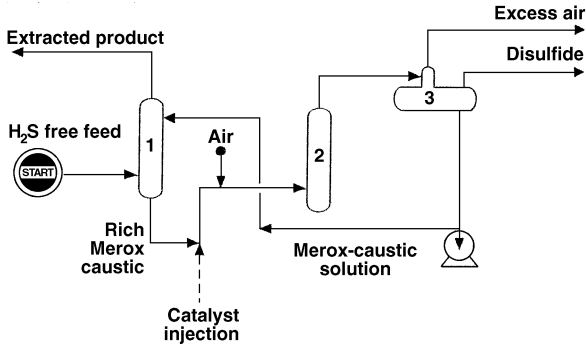 Excess air
Extracted product
Disulfide
3
H₂S free feed
Air
1
2
START
Rich
Merox
caustic
Merox-caustic
solution
Catalyst
injection